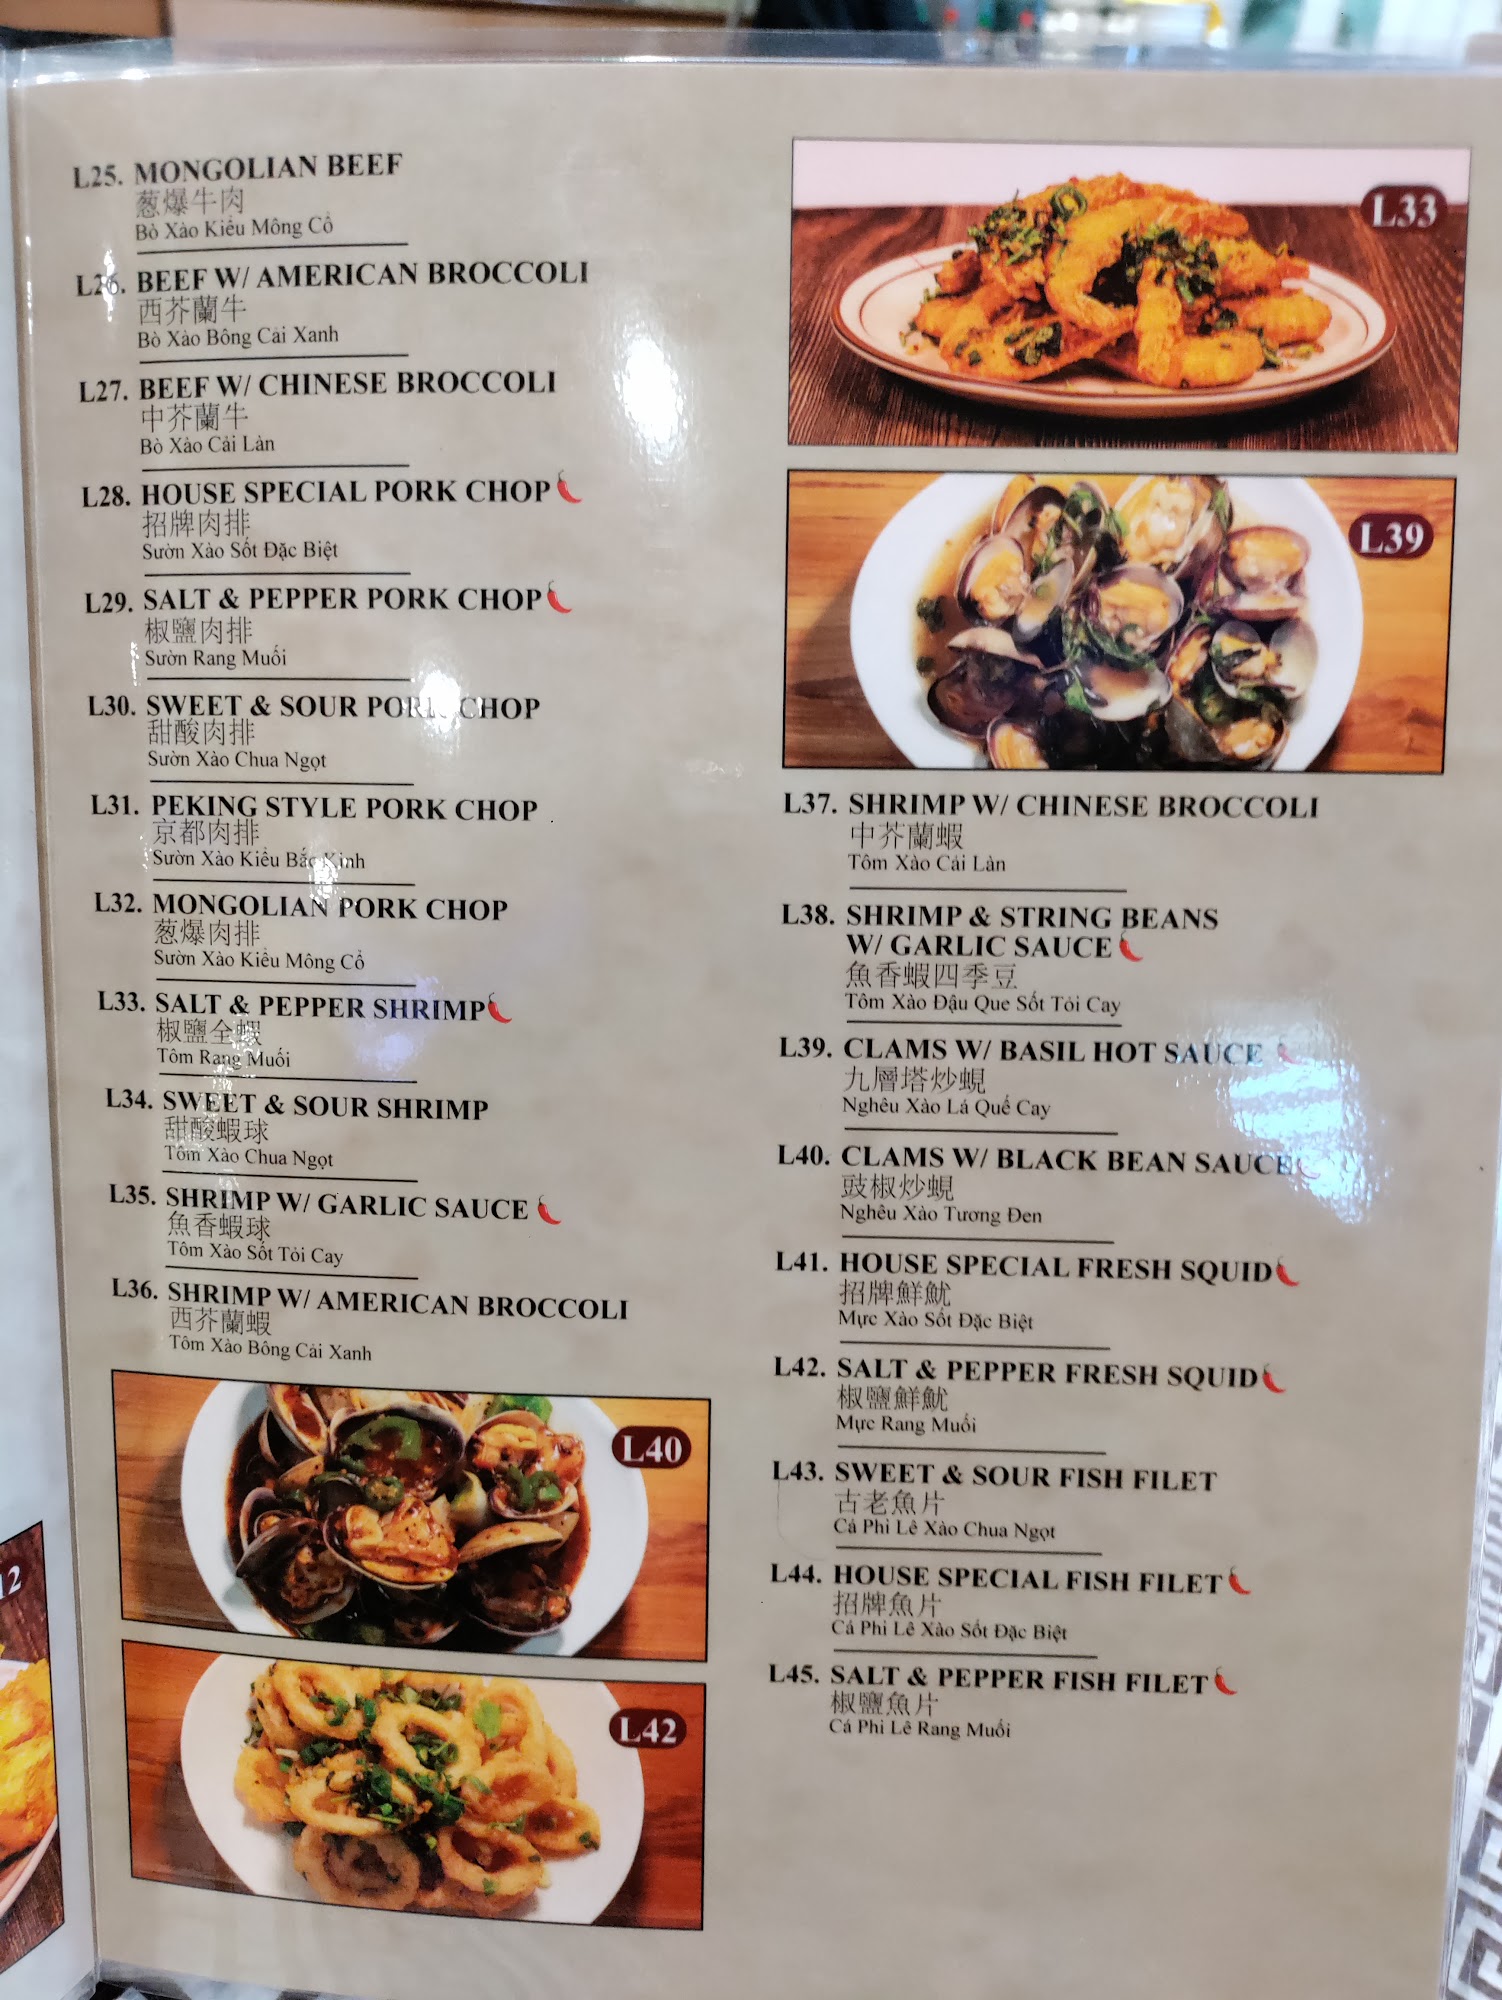 L25. MONGOLIAN BEEF
葱爆牛肉
Bò Xào Kiểu Mông Cổ
L26. BEEF W/ AMERICAN BROCCOLI
西芥蘭牛
Bò Xào Bông Cải Xanh
L27. BEEF W/ CHINESE BROCCOLI
中芥蘭牛
Bò Xào Cải Làn
L28. HOUSE SPECIAL PORK CHOP
招牌肉排
Sườn Xào Sốt Đặc Biệt
L29. SALT & PEPPER PORK CHOP
椒鹽肉排
Sườn Rang Muối
L30. SWEET & SOUR PORK CHOP
甜酸肉排
Sườn Xào Chua Ngọt
L31. PEKING STYLE PORK CHOP
京都肉排
Sườn Xào Kiểu Bắc Kinh
L32. MONGOLIAN PORK CHOP
葱爆肉排
Sườn Xào Kiểu Mông Cổ
L33. SALT & PEPPER SHRIMP
椒鹽全蝦
Tôm Rang Muối
L34. SWEET & SOUR SHRIMP
甜酸蝦球
Tôm Xào Chua Ngọt
L35. SHRIMP W/ GARLIC SAUCE
魚香蝦球
Tôm Xào Sốt Tỏi Cay
L36. SHRIMP W/ AMERICAN BROCCOLI
西芥蘭蝦
Tôm Xào Bông Cải Xanh
L40
L42
12
L33
L39
L37. SHRIMP W/ CHINESE BROCCOLI
中芥蘭蝦
Tôm Xào Cải Làn
L38. SHRIMP & STRING BEANS
W/ GARLIC SAUCE
魚香蝦四季豆
Tôm Xào Đậu Que Sốt Tỏi Cay
L39. CLAMS W/ BASIL HOT SAUCE
九層塔炒蜆
Nghêu Xào Lá Quế Cay
L40. CLAMS W/ BLACK BEAN SAUCE
豉椒炒蜆
Nghêu Xào Tương Đen
L41. HOUSE SPECIAL FRESH SQUID
招牌鮮魷
Mực Xào Sốt Đặc Biệt
L42. SALT & PEPPER FRESH SQUID
椒鹽鮮魷
Mực Rang Muối
L43. SWEET & SOUR FISH FILET
古老魚片
Cá Phi Lê Xào Chua Ngọt
L44. HOUSE SPECIAL FISH FILET
招牌魚片
Cá Phi Lê Xào Sốt Đặc Biệt
L45. SALT & PEPPER FISH FILET
椒鹽魚片
Cá Phi Lê Rang Muối